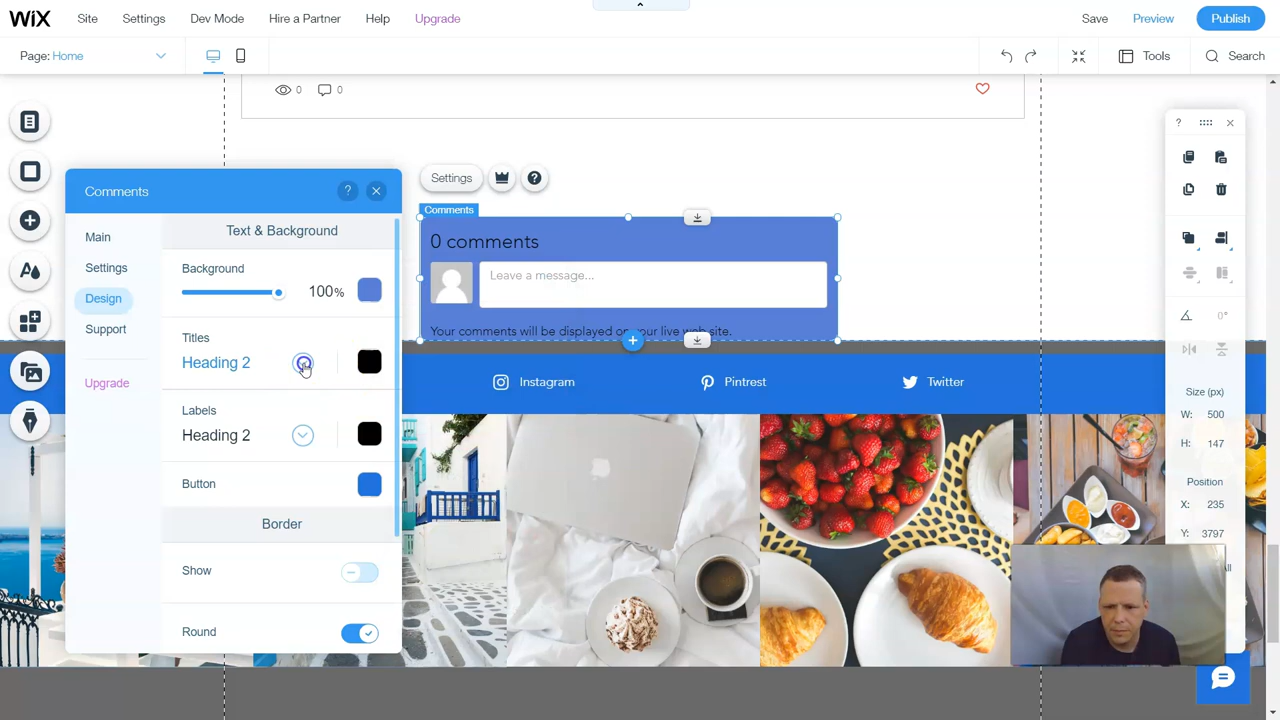 WiX Site Settings Dev Mode Hire a Partner Help Upgrade Save Preview Publish
Page: Home Tools Search
0 0
Comments
Main
Settings
Design
Support
Upgrade
Text & Background
Background
100%
Titles
Heading 2
Labels
Heading 2
Button
Border
Show
Round
Settings
Comments
0 comments
Leave a message...
Your comments will be displayed on your live web site.
Instagram Pintrest Twitter
0°
Size (px)
W: 500
H: 147
Position
X: 235
Y: 3797